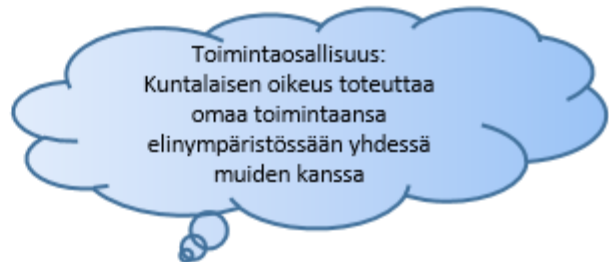 Toimintaosallisuus:
Kuntalaisen oikeus toteuttaa
omaa toimintaansa
elinympäristössään yhdessä
muiden kanssa